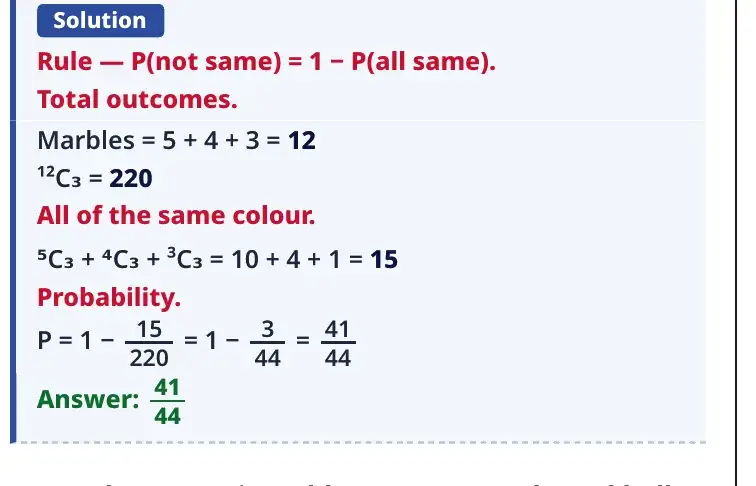 Solution
Rule — P(not same) = 1 − P(all same).
Total outcomes.
Marbles = 5 + 4 + 3 = 12
¹²C₃ = 220
All of the same colour.
⁵C₃ + ⁴C₃ + ³C₃ = 10 + 4 + 1 = 15
Probability.
P = 1 − 15/220 = 1 − 3/44 = 41/44
Answer: 41/44